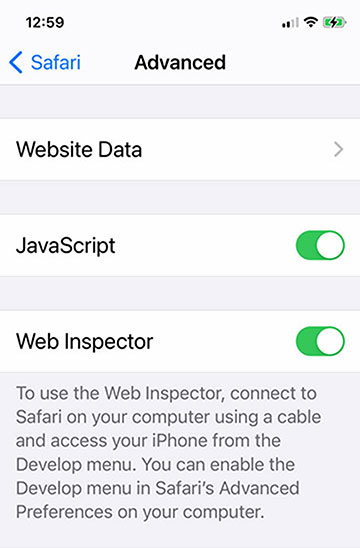 12:59
Safari
Advanced
Website Data
JavaScript
Web Inspector
To use the Web Inspector, connect to
Safari on your computer using a cable
and access your iPhone from the
Develop menu. You can enable the
Develop menu in Safari's Advanced
Preferences on your computer.